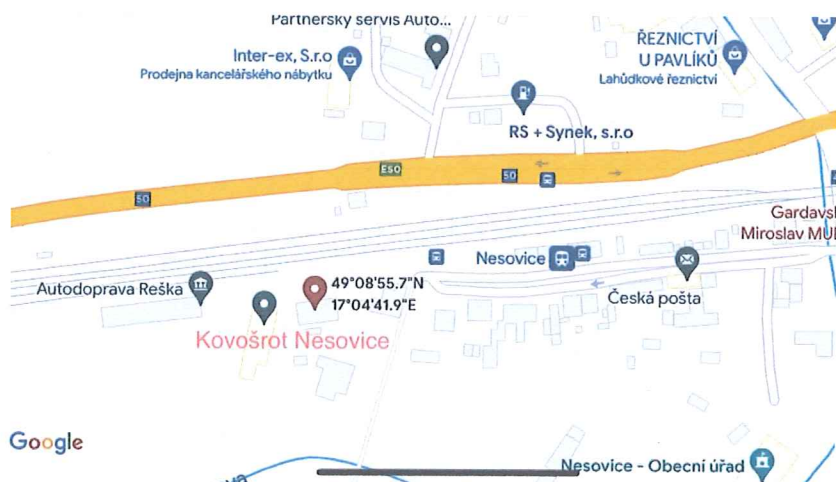 Partnerský servis Auto...
Inter-ex, S.r.o
Prodejna kancelářského nábytku
ŘEZNICTVÍ
U PAVLÍKŮ
Lahůdkové řeznictví
RS + Synek, s.r.o
E50
50
50
Gardavsk
Miroslav
Nesovice
49°08'55.7"N
17°04'41.9"E
Autodoprava Reška
Česká pošta
Kovošrot Nesovice
Google
Nesovice - Obecní úřad